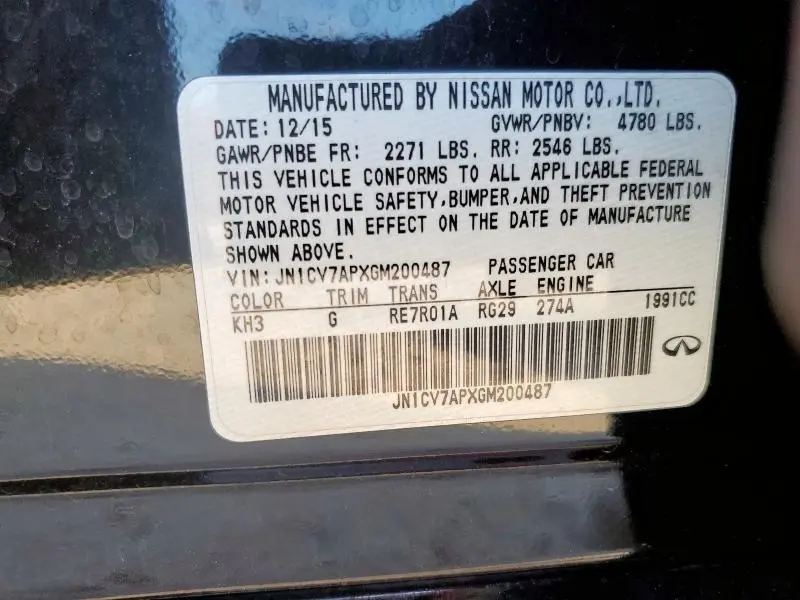 MANUFACTURED BY NISSAN MOTOR CO.,LTD.
DATE: 12/15 GVWR/PNBV: 4780 LBS.
GAWR/PNBE FR: 2271 LBS. RR: 2546 LBS.
THIS VEHICLE CONFORMS TO ALL APPLICABLE FEDERAL
MOTOR VEHICLE SAFETY,BUMPER,AND THEFT PREVENTION
STANDARDS IN EFFECT ON THE DATE OF MANUFACTURE
SHOWN ABOVE.
VIN: JN1CV7APXGM200487 PASSENGER CAR
COLOR TRIM TRANS AXLE ENGINE
KH3 G RE7R01A RG29 274A 1991CC
JN1CV7APXGM200487